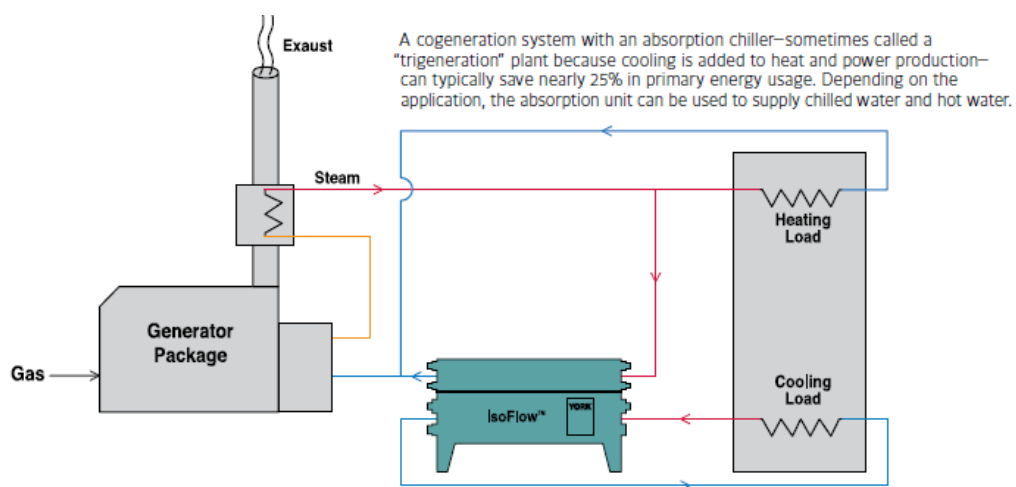 Exaust
A cogeneration system with an absorption chiller—sometimes called a
"trigeneration" plant because cooling is added to heat and power production—
can typically save nearly 25% in primary energy usage. Depending on the
application, the absorption unit can be used to supply chilled water and hot water.
Steam
Heating
Load
Generator
Package
Gas
Cooling
Load
IsoFlow™
YORK